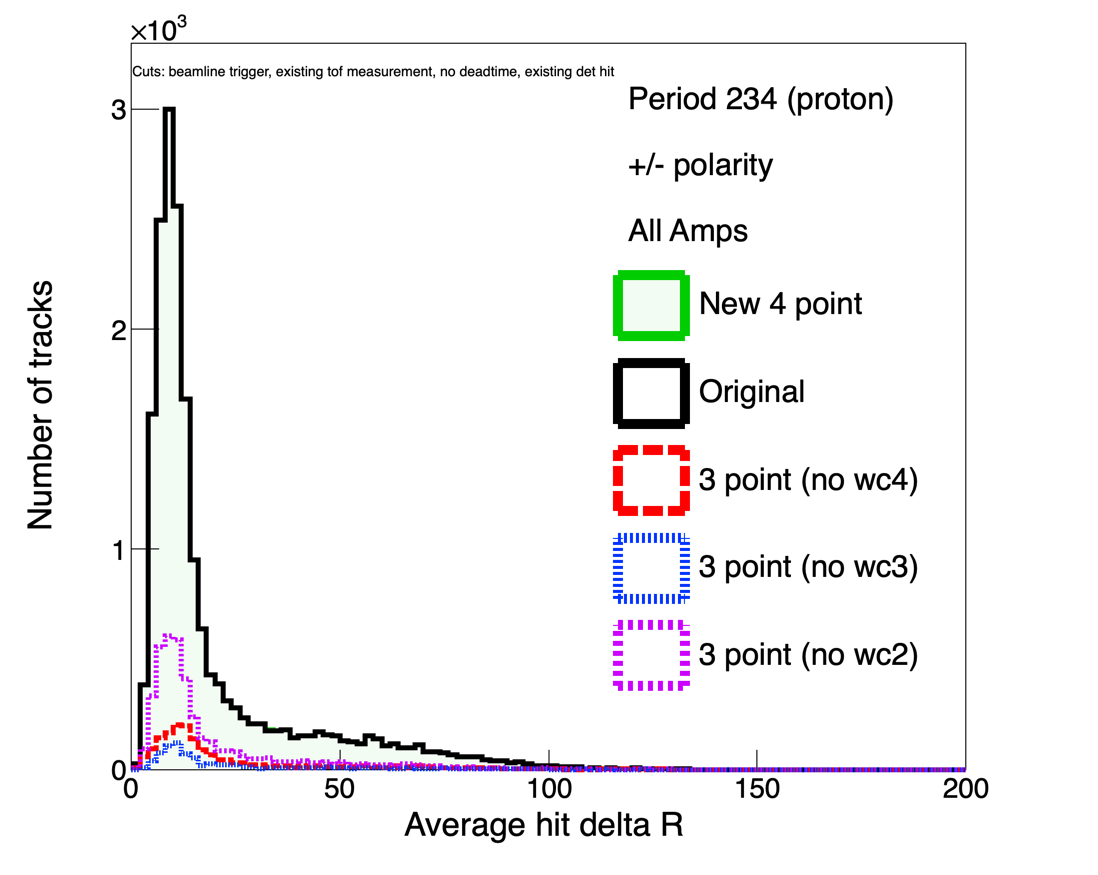 ×10³
Cuts: beamline trigger, existing tof measurement, no deadtime, existing det hit
Period 234 (proton)
+/- polarity
All Amps
New 4 point
Original
3 point (no wc4)
3 point (no wc3)
3 point (no wc2)
Number of tracks
3
2
1
0
0 50 100 150 200
Average hit delta R